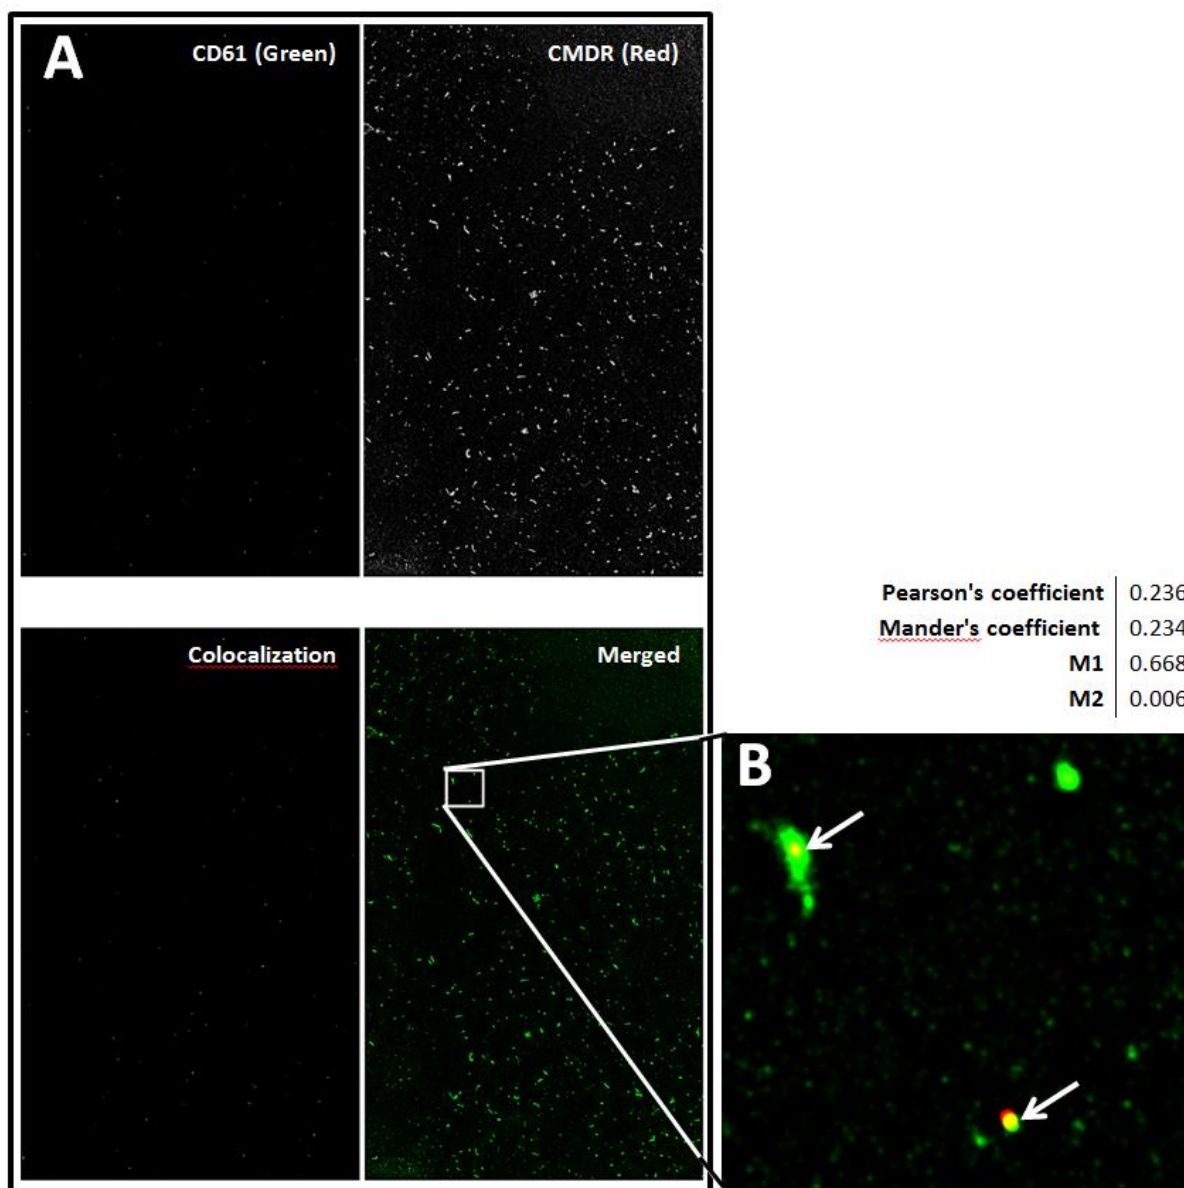 A
CD61 (Green)
CMDR (Red)
Colocalization
Merged
Pearson's coefficient 0.236
Mander's coefficient 0.234
M1 0.668
M2 0.006
B